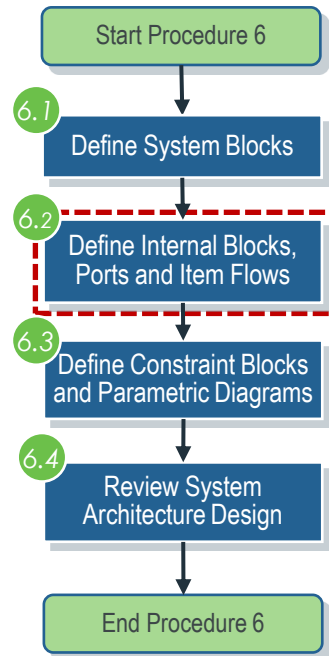 Start Procedure 6
6.1
Define System Blocks
6.2
Define Internal Blocks,
Ports and Item Flows
6.3
Define Constraint Blocks
and Parametric Diagrams
6.4
Review System
Architecture Design
End Procedure 6